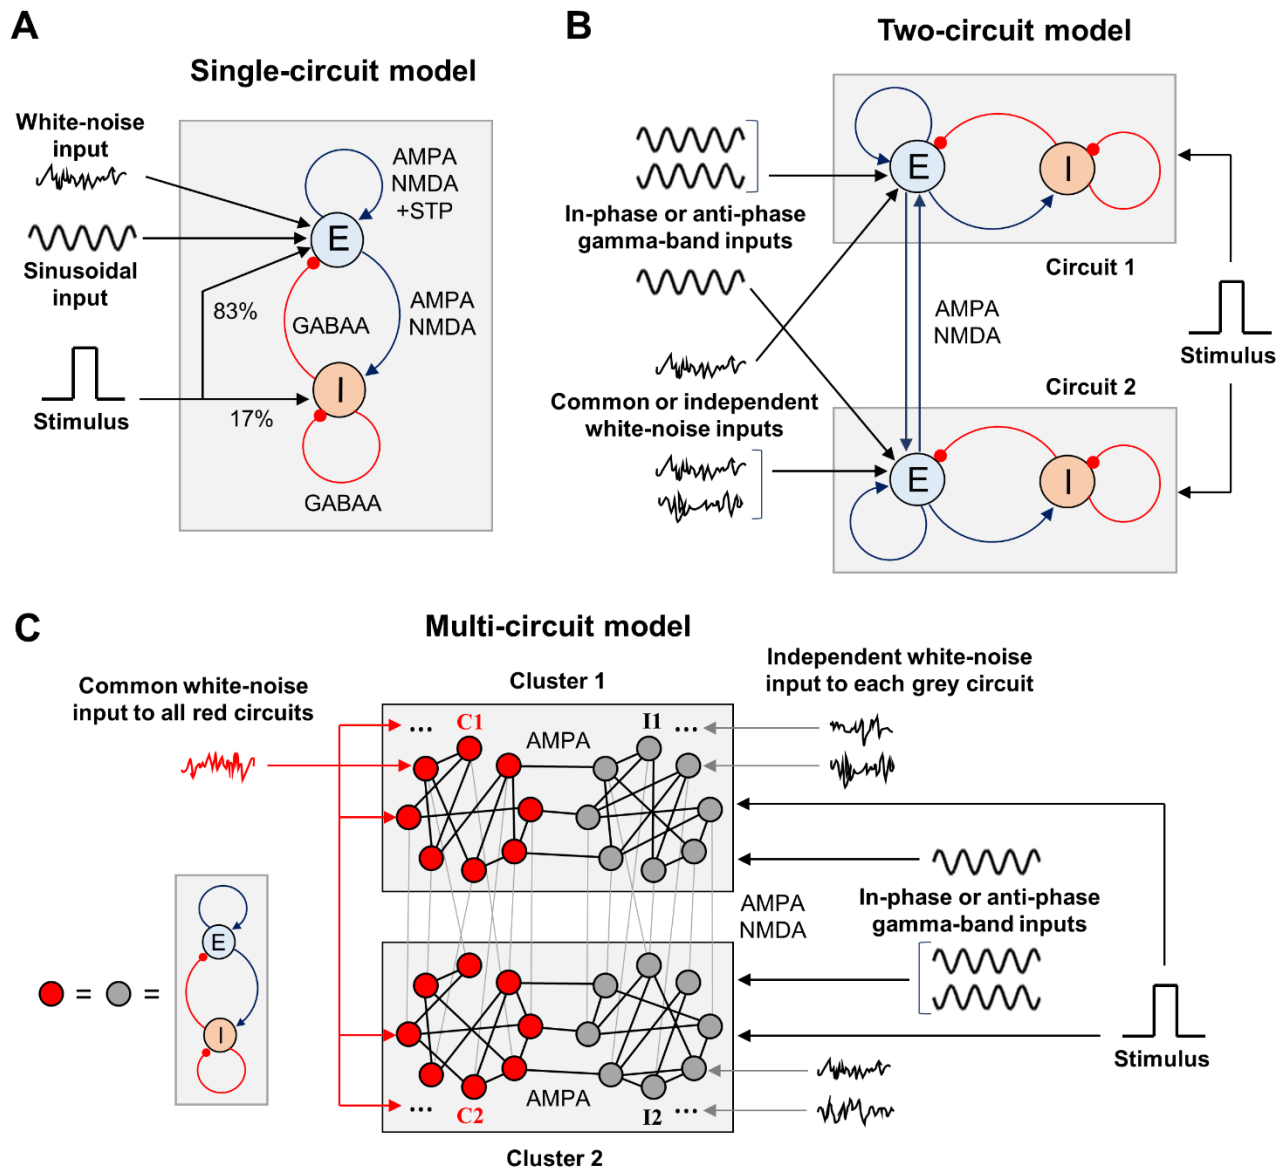 A
Single-circuit model
White-noise
input
Sinusoidal
input
Stimulus
83%
17%
E
I
AMPA
NMDA
+STP
AMPA
NMDA
GABAA
GABAA
B
Two-circuit model
In-phase or anti-phase
gamma-band inputs
Common or independent
white-noise inputs
E
I
Circuit 1
AMPA
NMDA
Stimulus
Circuit 2
E
I
C
Multi-circuit model
Common white-noise
input to all red circuits
Cluster 1
Independent white-noise
input to each grey circuit
... C1
I1 ...
AMPA
AMPA
NMDA
In-phase or anti-phase
gamma-band inputs
Stimulus
= =
E
I
AMPA
... C2
I2 ...
Cluster 2